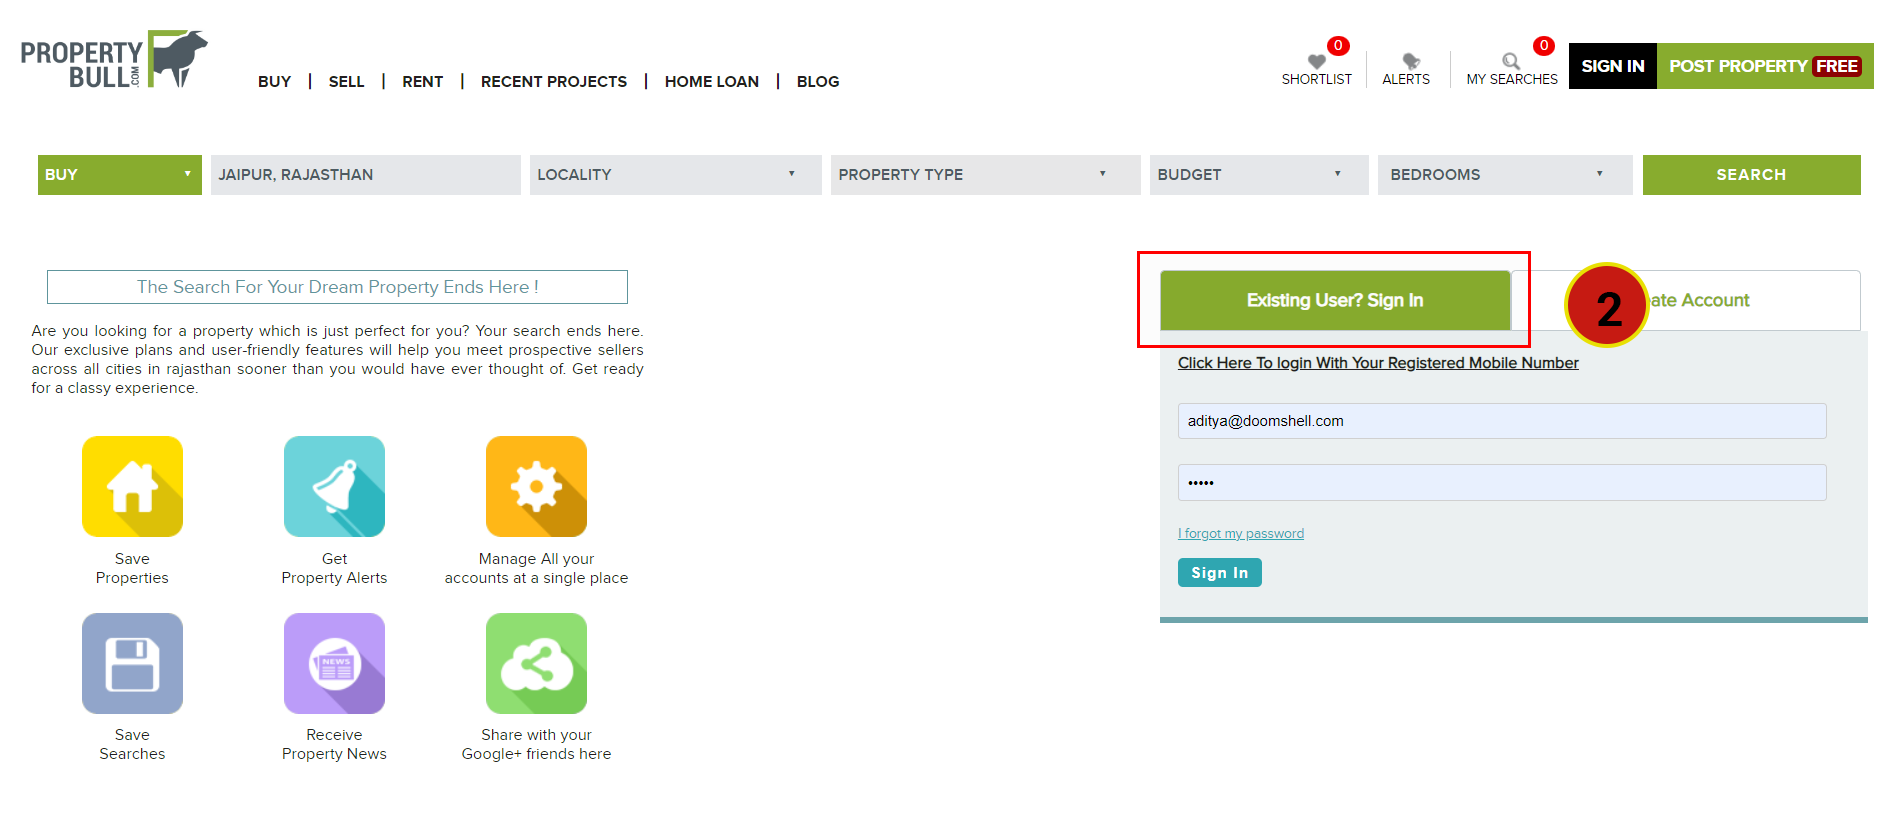 PROPERTY
BULL.COM
BUY | SELL | RENT | RECENT PROJECTS | HOME LOAN | BLOG
0
SHORTLIST
ALERTS
0
MY SEARCHES
SIGN IN
POST PROPERTY FREE
BUY
JAIPUR, RAJASTHAN
LOCALITY
PROPERTY TYPE
BUDGET
BEDROOMS
SEARCH
The Search For Your Dream Property Ends Here !
Are you looking for a property which is just perfect for you? Your search ends here.
Our exclusive plans and user-friendly features will help you meet prospective sellers
across all cities in rajasthan sooner than you would have ever thought of. Get ready
for a classy experience.
Save
Properties
Get
Property Alerts
Manage All your
accounts at a single place
Save
Searches
NEWS
Receive
Property News
Share with your
Google+ friends here
Existing User? Sign In
2
eate Account
Click Here To login With Your Registered Mobile Number
aditya@doomshell.com
•••••
I forgot my password
Sign In